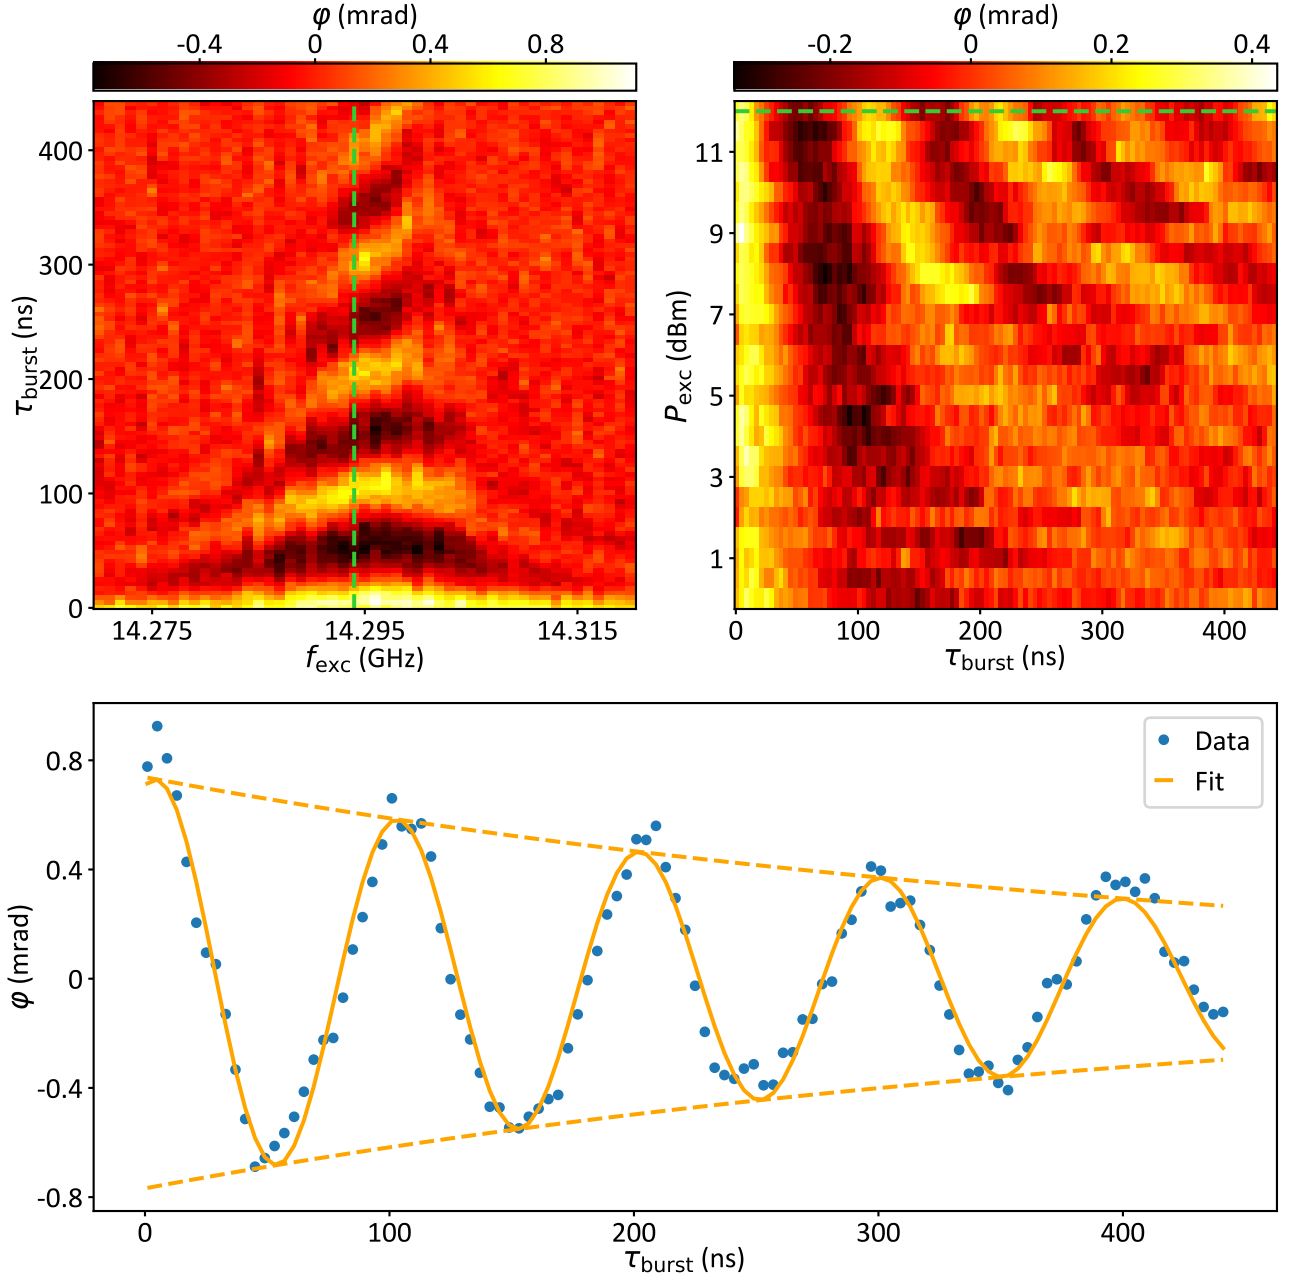 φ (mrad)
-0.4 0 0.4 0.8
400
300
200
100
0
τburst (ns)
14.275 14.295 14.315
fexc (GHz)
φ (mrad)
-0.2 0 0.2 0.4
11
9
7
5
3
1
Pexc (dBm)
0 100 200 300 400
τburst (ns)
0.8
0.4
0
-0.4
-0.8
φ (mrad)
Data
Fit
0 100 200 300 400
τburst (ns)